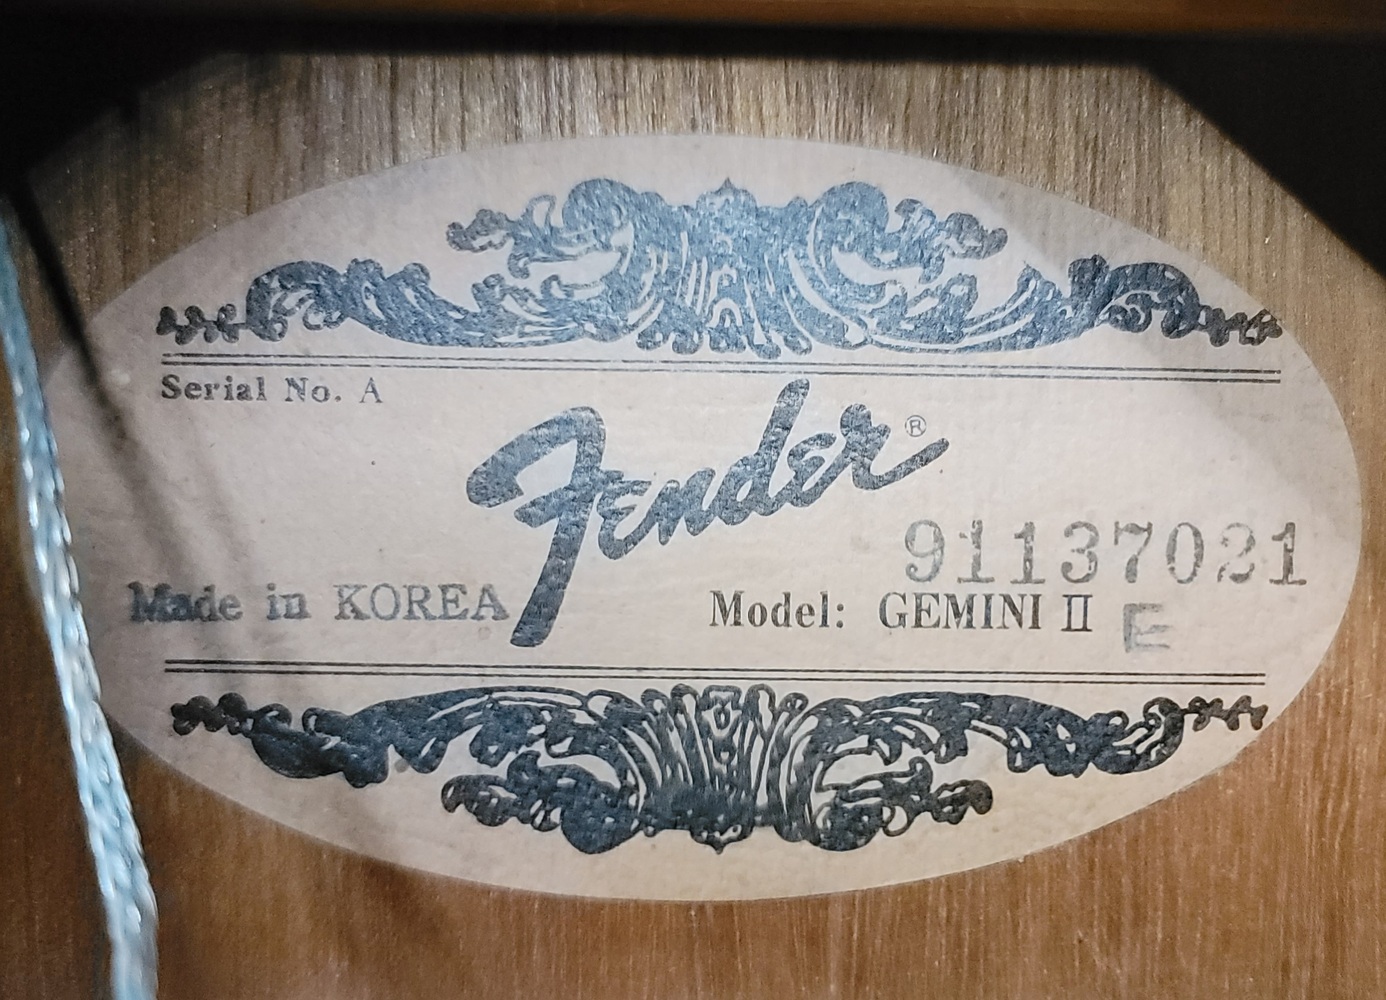 Serial No. A
Fender®
91137021
Made in KOREA
Model: GEMINI II E